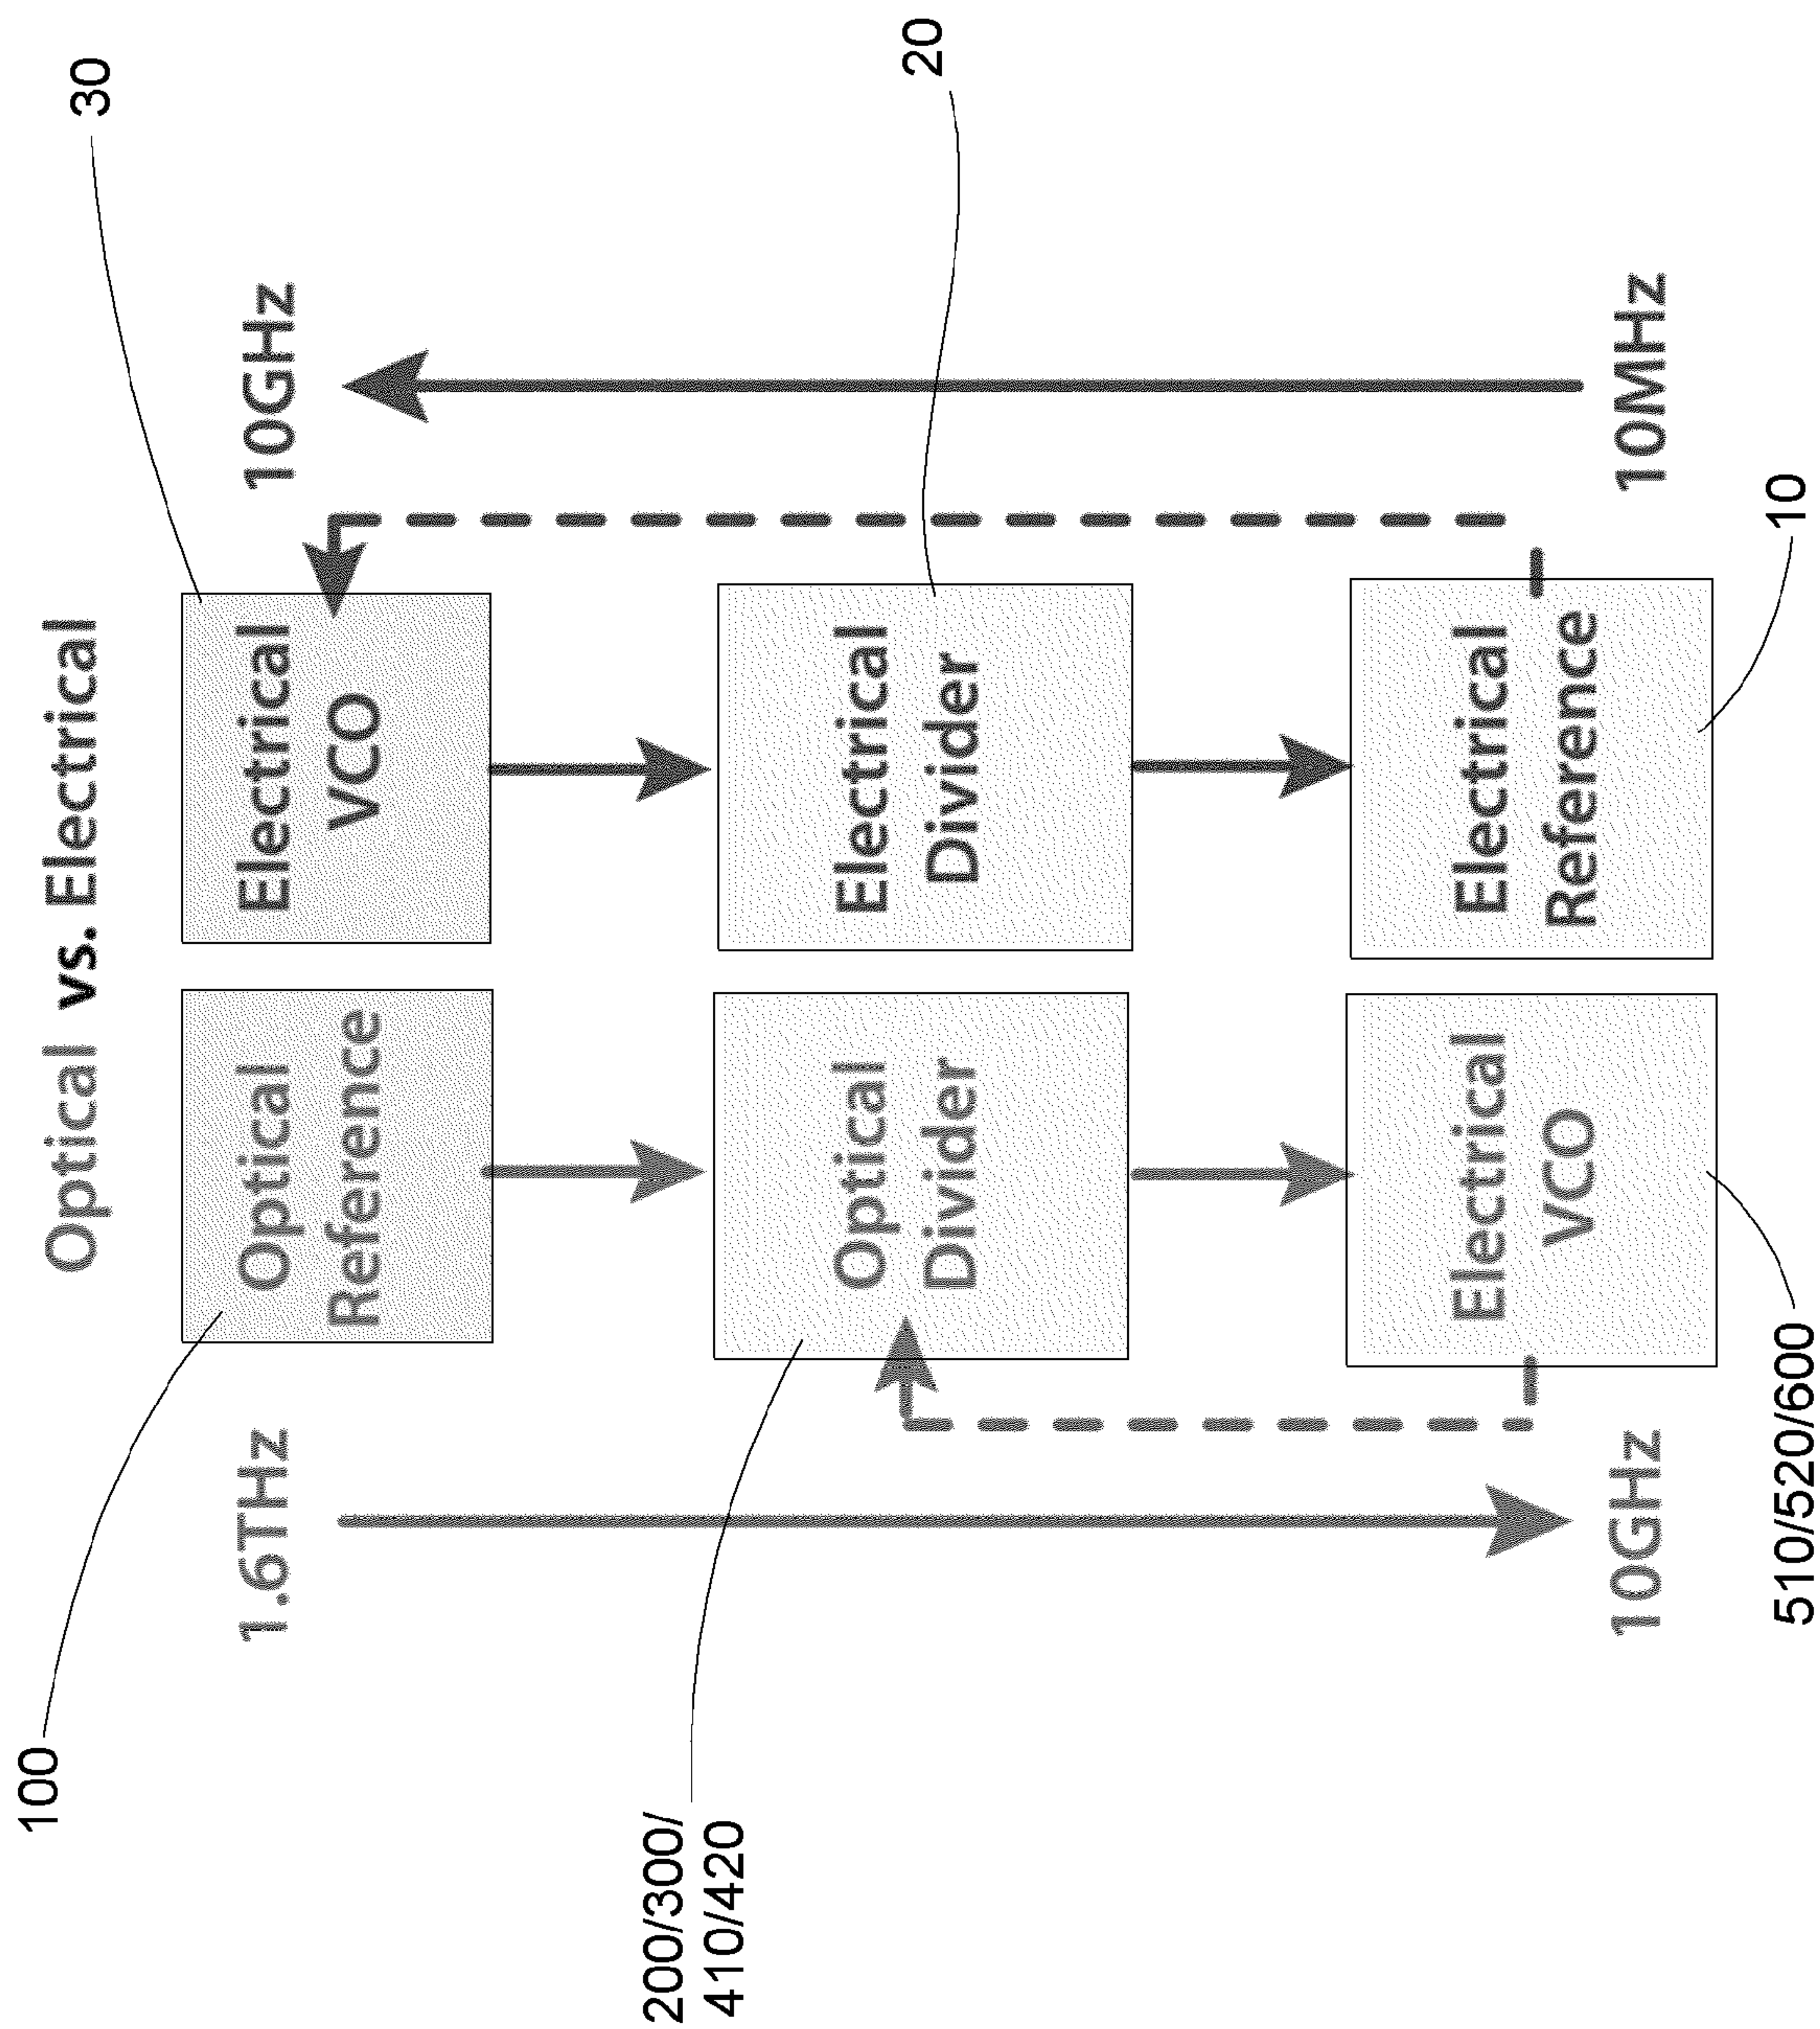 100
Optical vs. Electrical
30
1.6THz
Optical
Reference
Electrical
VCO
10GHz
200/300/
410/420
Optical
Divider
Electrical
Divider
20
10GHz
Electrical
VCO
Electrical
Reference
10MHz
510/520/600
10